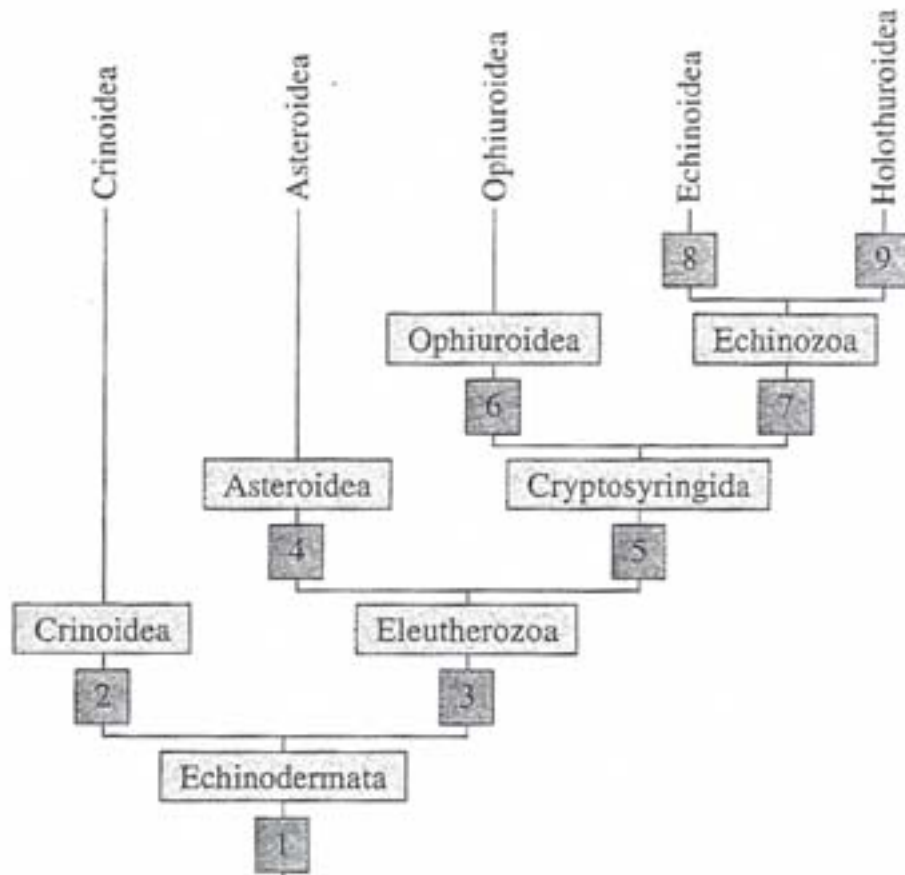 Crinoidea
Asteroidea
Ophiuroidea
Echinoidea
Holothuroidea
8
9
Ophiuroidea
Echinozoa
6
7
Asteroidea
Cryptosyringida
4
5
Crinoidea
Eleutherozoa
2
3
Echinodermata
1